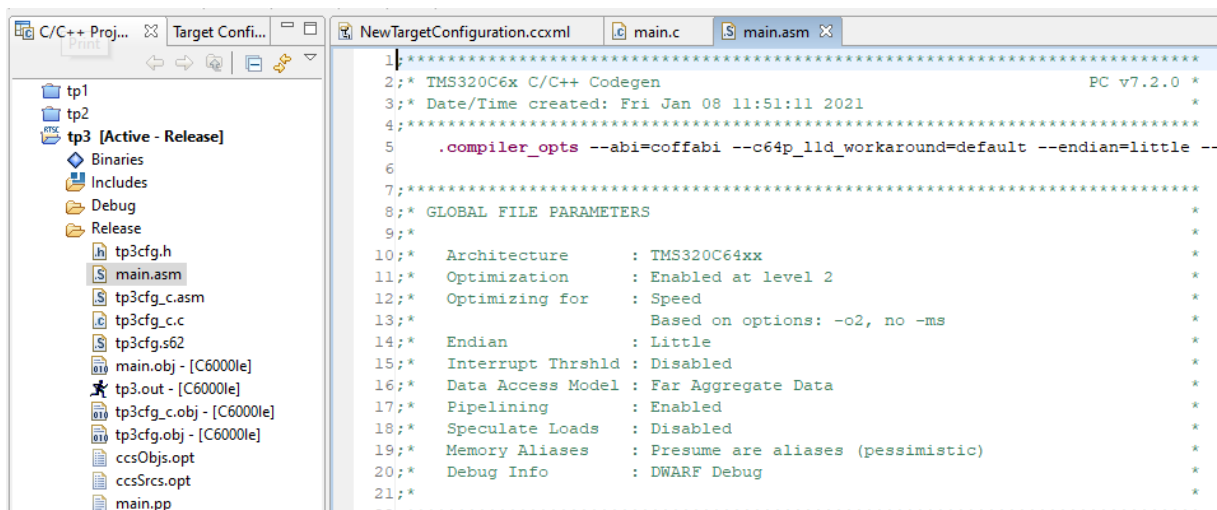 C/C++ Proj... Target Confi...
Print
tp1
tp2
tp3 [Active - Release]
Binaries
Includes
Debug
Release
tp3cfg.h
main.asm
tp3cfg_c.asm
tp3cfg_c.c
tp3cfg.s62
main.obj - [C6000le]
tp3.out - [C6000le]
tp3cfg_c.obj - [C6000le]
tp3cfg.obj - [C6000le]
ccsObjs.opt
ccsSrcs.opt
main.pp
NewTargetConfiguration.ccxml main.c main.asm
1 ;******************************************************************************
2 ;* TMS320C6x C/C++ Codegen PC v7.2.0 *
3 ;* Date/Time created: Fri Jan 08 11:51:11 2021 *
4 ;******************************************************************************
5 .compiler_opts --abi=coffabi --c64p_l1d_workaround=default --endian=little --
6
7 ;******************************************************************************
8 ;* GLOBAL FILE PARAMETERS *
9 ;* *
10 ;* Architecture : TMS320C64xx *
11 ;* Optimization : Enabled at level 2 *
12 ;* Optimizing for : Speed *
13 ;* Based on options: -o2, no -ms *
14 ;* Endian : Little *
15 ;* Interrupt Thrshld : Disabled *
16 ;* Data Access Model : Far Aggregate Data *
17 ;* Pipelining : Enabled *
18 ;* Speculate Loads : Disabled *
19 ;* Memory Aliases : Presume are aliases (pessimistic) *
20 ;* Debug Info : DWARF Debug *
21 ;* *